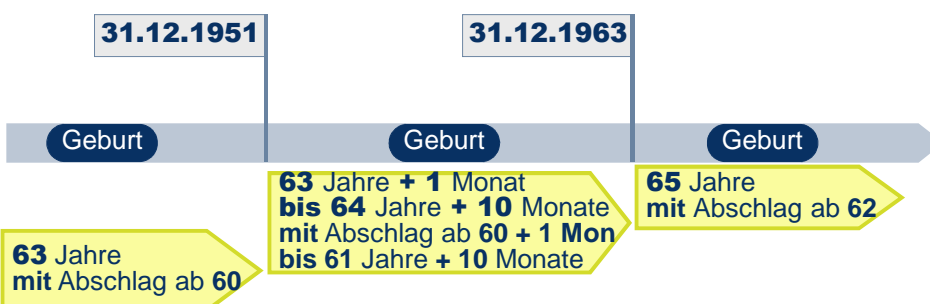 31.12.1951
31.12.1963
Geburt
Geburt
Geburt
63 Jahre
mit Abschlag ab 60
63 Jahre + 1 Monat
bis 64 Jahre + 10 Monate
mit Abschlag ab 60 + 1 Mon
bis 61 Jahre + 10 Monate
65 Jahre
mit Abschlag ab 62